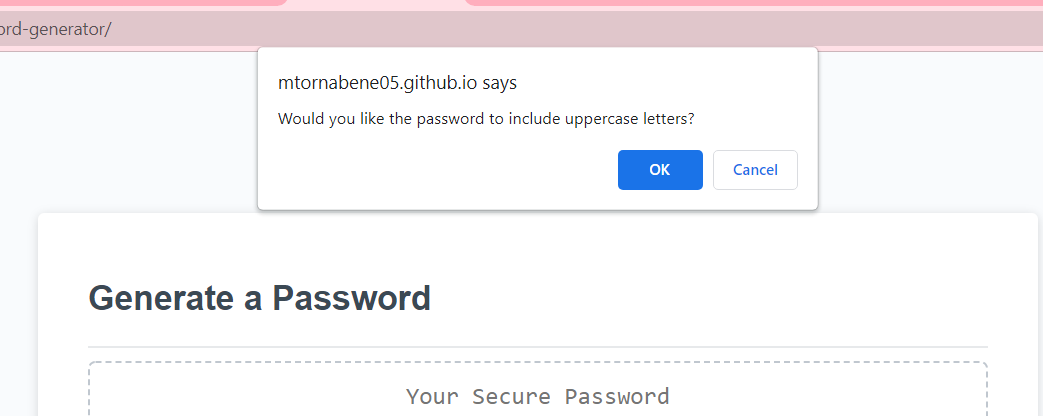 ord-generator/
mtornabene05.github.io says
Would you like the password to include uppercase letters?
OK Cancel
Generate a Password
Your Secure Password